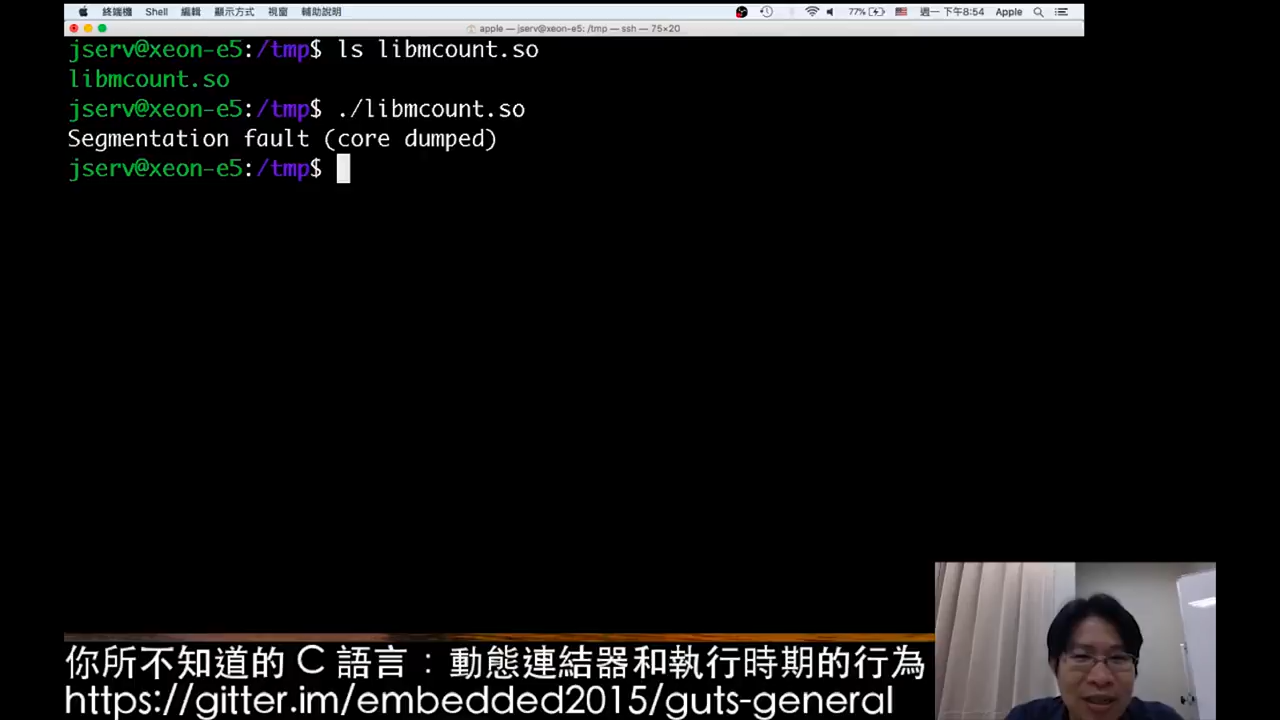 終端機 Shell 編輯 顯示方式 視窗 輔助說明 77% 週一 下午8:54 Apple
apple — jserv@xeon-e5: /tmp — ssh — 75×20
jserv@xeon-e5:/tmp$ ls libmcount.so
libmcount.so
jserv@xeon-e5:/tmp$ ./libmcount.so
Segmentation fault (core dumped)
jserv@xeon-e5:/tmp$
你所不知道的 C 語言：動態連結器和執行時期的行為
https://gitter.im/embedded2015/guts-general